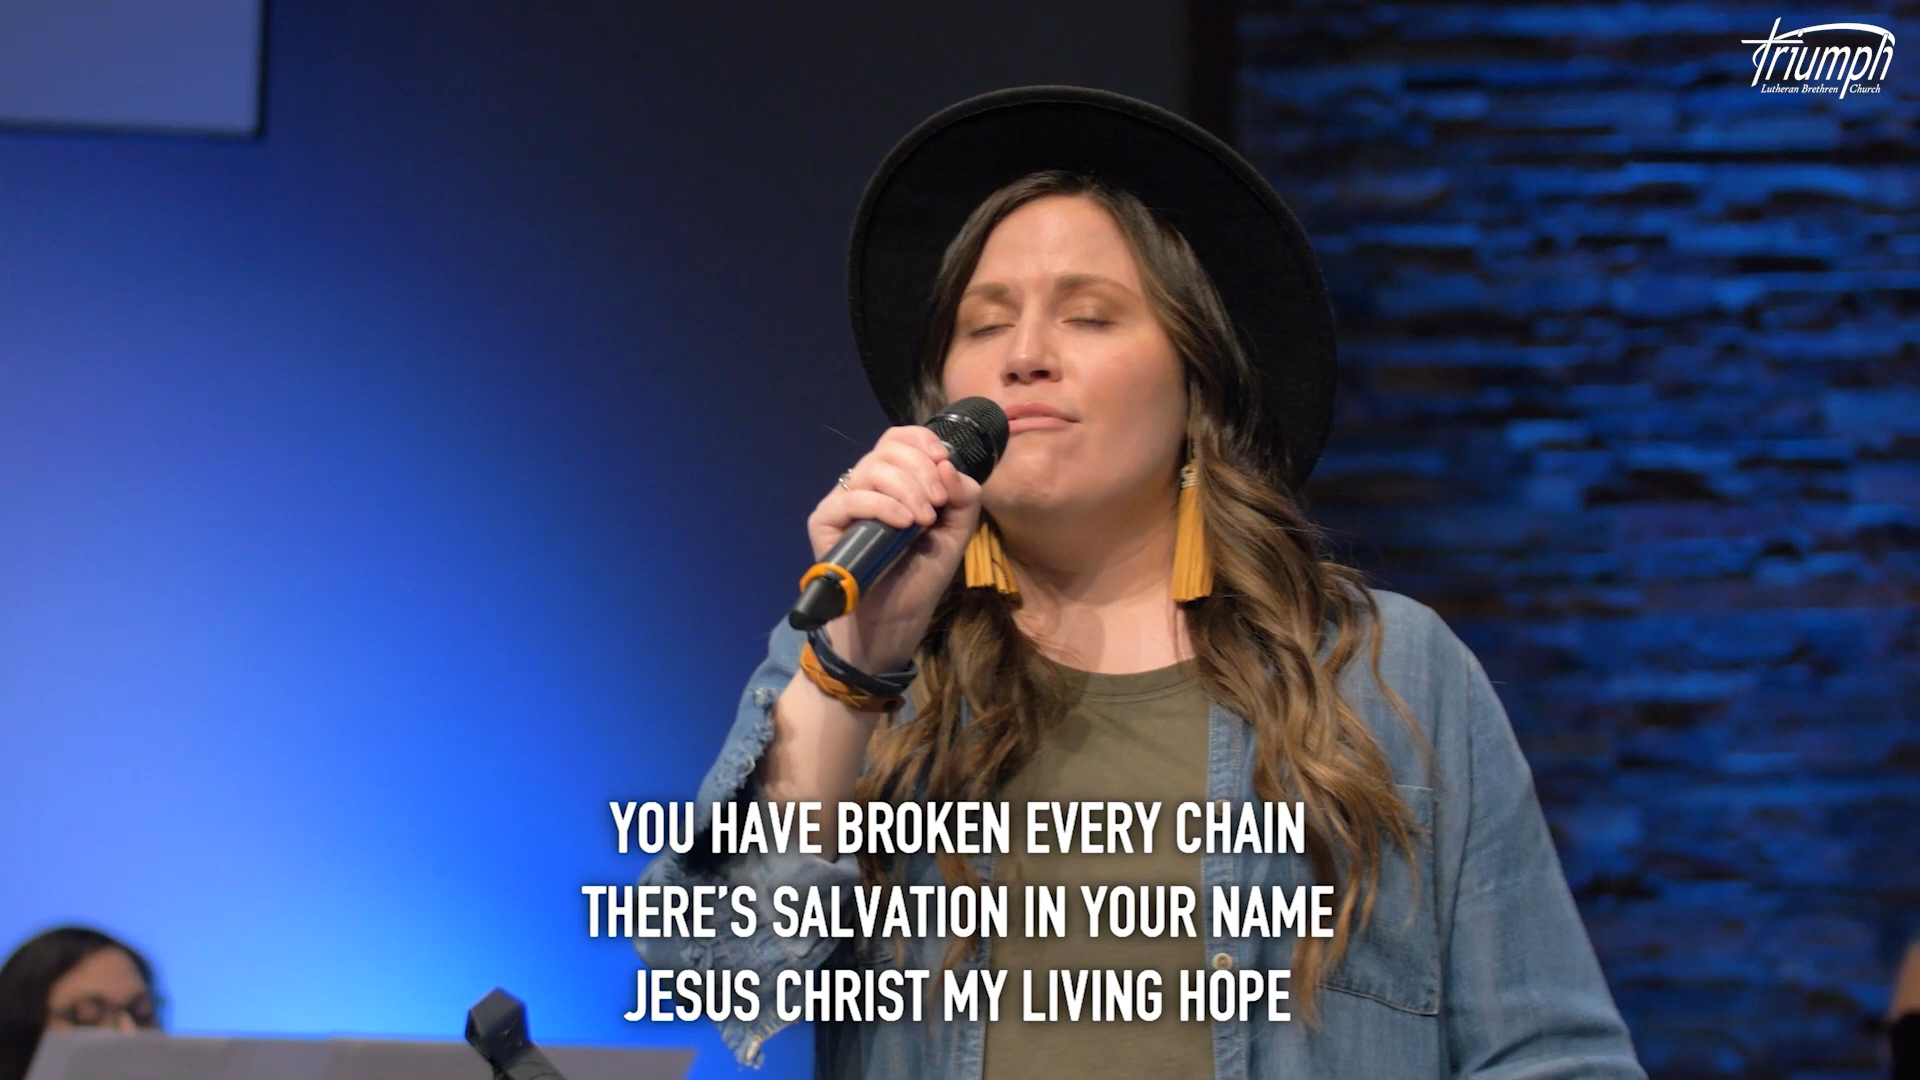 triumph
Lutheran Brethren Church
YOU HAVE BROKEN EVERY CHAIN
THERE’S SALVATION IN YOUR NAME
JESUS CHRIST MY LIVING HOPE